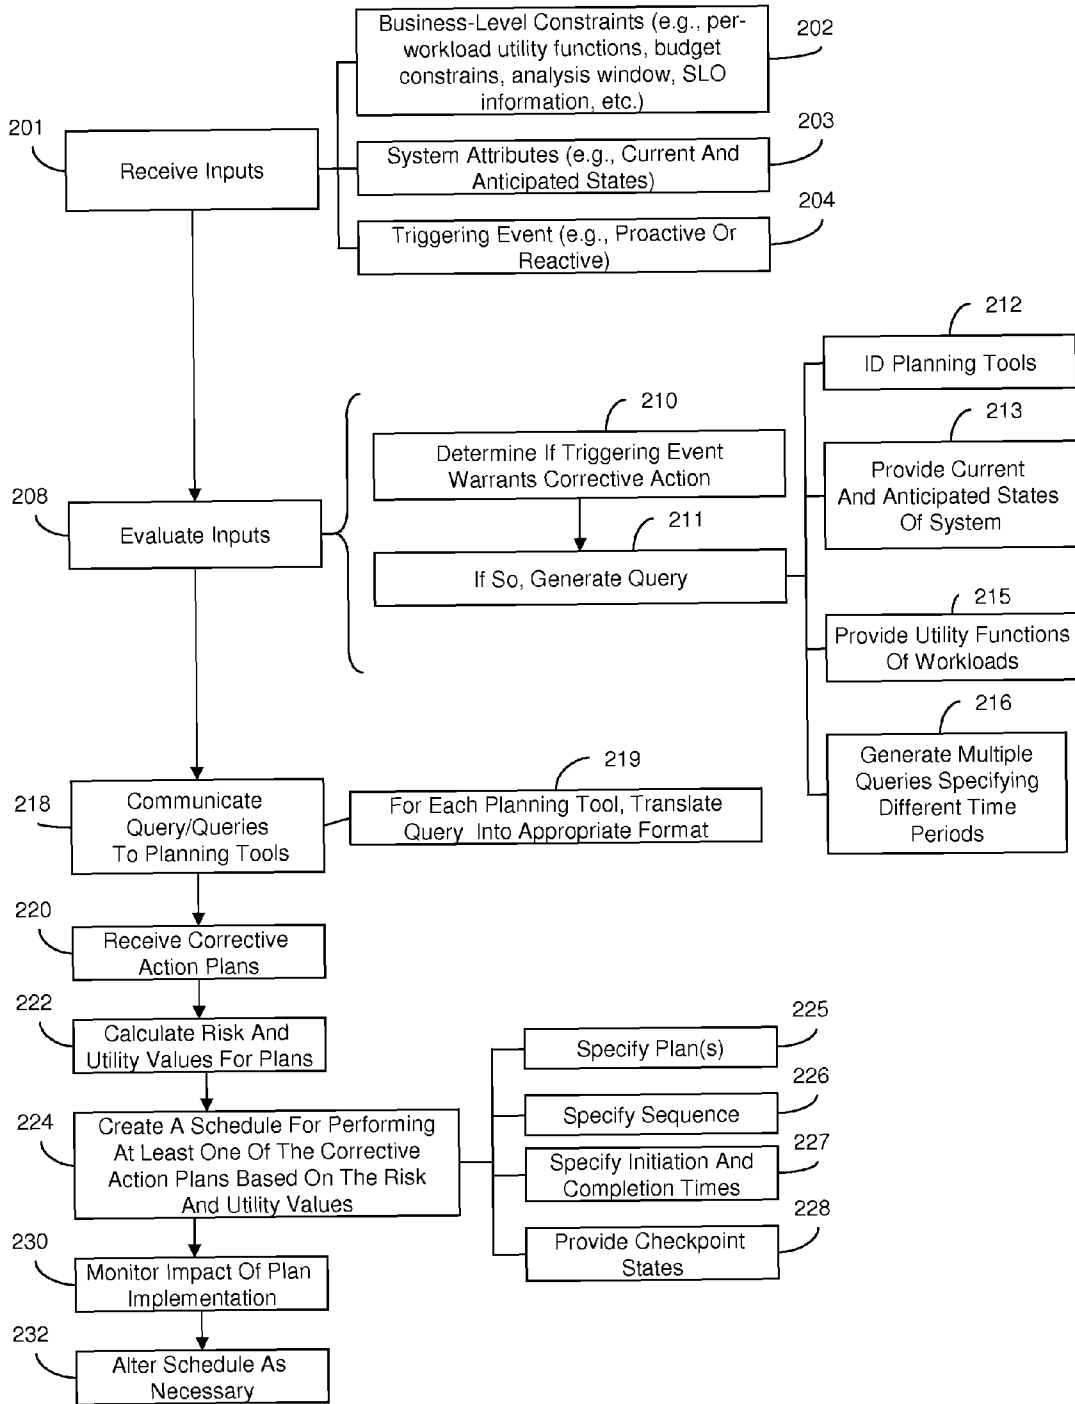 Business-Level Constraints (e.g., per-
workload utility functions, budget
constrains, analysis window, SLO
information, etc.)
202
201
Receive Inputs
System Attributes (e.g., Current And
Anticipated States)
203
Triggering Event (e.g., Proactive Or
Reactive)
204
212
ID Planning Tools
210
Determine If Triggering Event
Warrants Corrective Action
213
Provide Current
And Anticipated States
Of System
208
Evaluate Inputs
211
If So, Generate Query
215
Provide Utility Functions
Of Workloads
216
Generate Multiple
Queries Specifying
Different Time
Periods
218
Communicate
Query/Queries
To Planning Tools
219
For Each Planning Tool, Translate
Query Into Appropriate Format
220
Receive Corrective
Action Plans
222
Calculate Risk And
Utility Values For Plans
224
Create A Schedule For Performing
At Least One Of The Corrective
Action Plans Based On The Risk
And Utility Values
225
Specify Plan(s)
226
Specify Sequence
227
Specify Initiation And
Completion Times
228
Provide Checkpoint
States
230
Monitor Impact Of Plan
Implementation
232
Alter Schedule As
Necessary